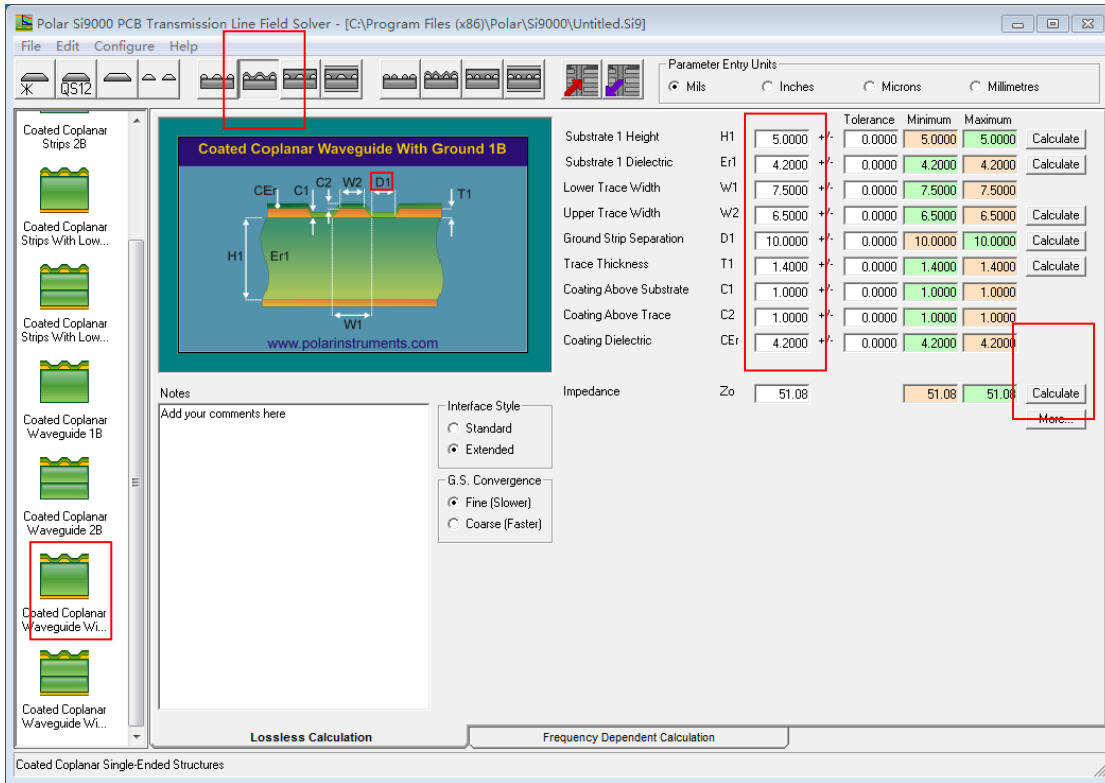 Polar Si9000 PCB Transmission Line Field Solver - [C:\Program Files (x86)\Polar\Si9000\Untitled.Si9]
File Edit Configure Help
QS12
Parameter Entry Units
Mils Inches Microns Millimetres
Coated Coplanar
Strips 2B
Coated Coplanar
Strips With Low...
Coated Coplanar
Strips With Low...
Coated Coplanar
Waveguide 1B
Coated Coplanar
Waveguide 2B
Coated Coplanar
Waveguide Wi...
Coated Coplanar
Waveguide Wi...
Coated Coplanar Waveguide With Ground 1B
CEr C1 C2 W2 D1 T1
H1 Er1
W1
www.polarinstruments.com
Tolerance Minimum Maximum
Substrate 1 Height H1 5.0000 +/- 0.0000 5.0000 5.0000 Calculate
Substrate 1 Dielectric Er1 4.2000 +/- 0.0000 4.2000 4.2000 Calculate
Lower Trace Width W1 7.5000 +/- 0.0000 7.5000 7.5000
Upper Trace Width W2 6.5000 +/- 0.0000 6.5000 6.5000 Calculate
Ground Strip Separation D1 10.0000 +/- 0.0000 10.0000 10.0000 Calculate
Trace Thickness T1 1.4000 +/- 0.0000 1.4000 1.4000 Calculate
Coating Above Substrate C1 1.0000 +/- 0.0000 1.0000 1.0000
Coating Above Trace C2 1.0000 +/- 0.0000 1.0000 1.0000
Coating Dielectric CEr 4.2000 +/- 0.0000 4.2000 4.2000
Impedance Zo 51.08 51.08 51.08 Calculate
More...
Notes
Add your comments here
Interface Style
Standard
Extended
G.S. Convergence
Fine (Slower)
Coarse (Faster)
Lossless Calculation Frequency Dependent Calculation
Coated Coplanar Single-Ended Structures